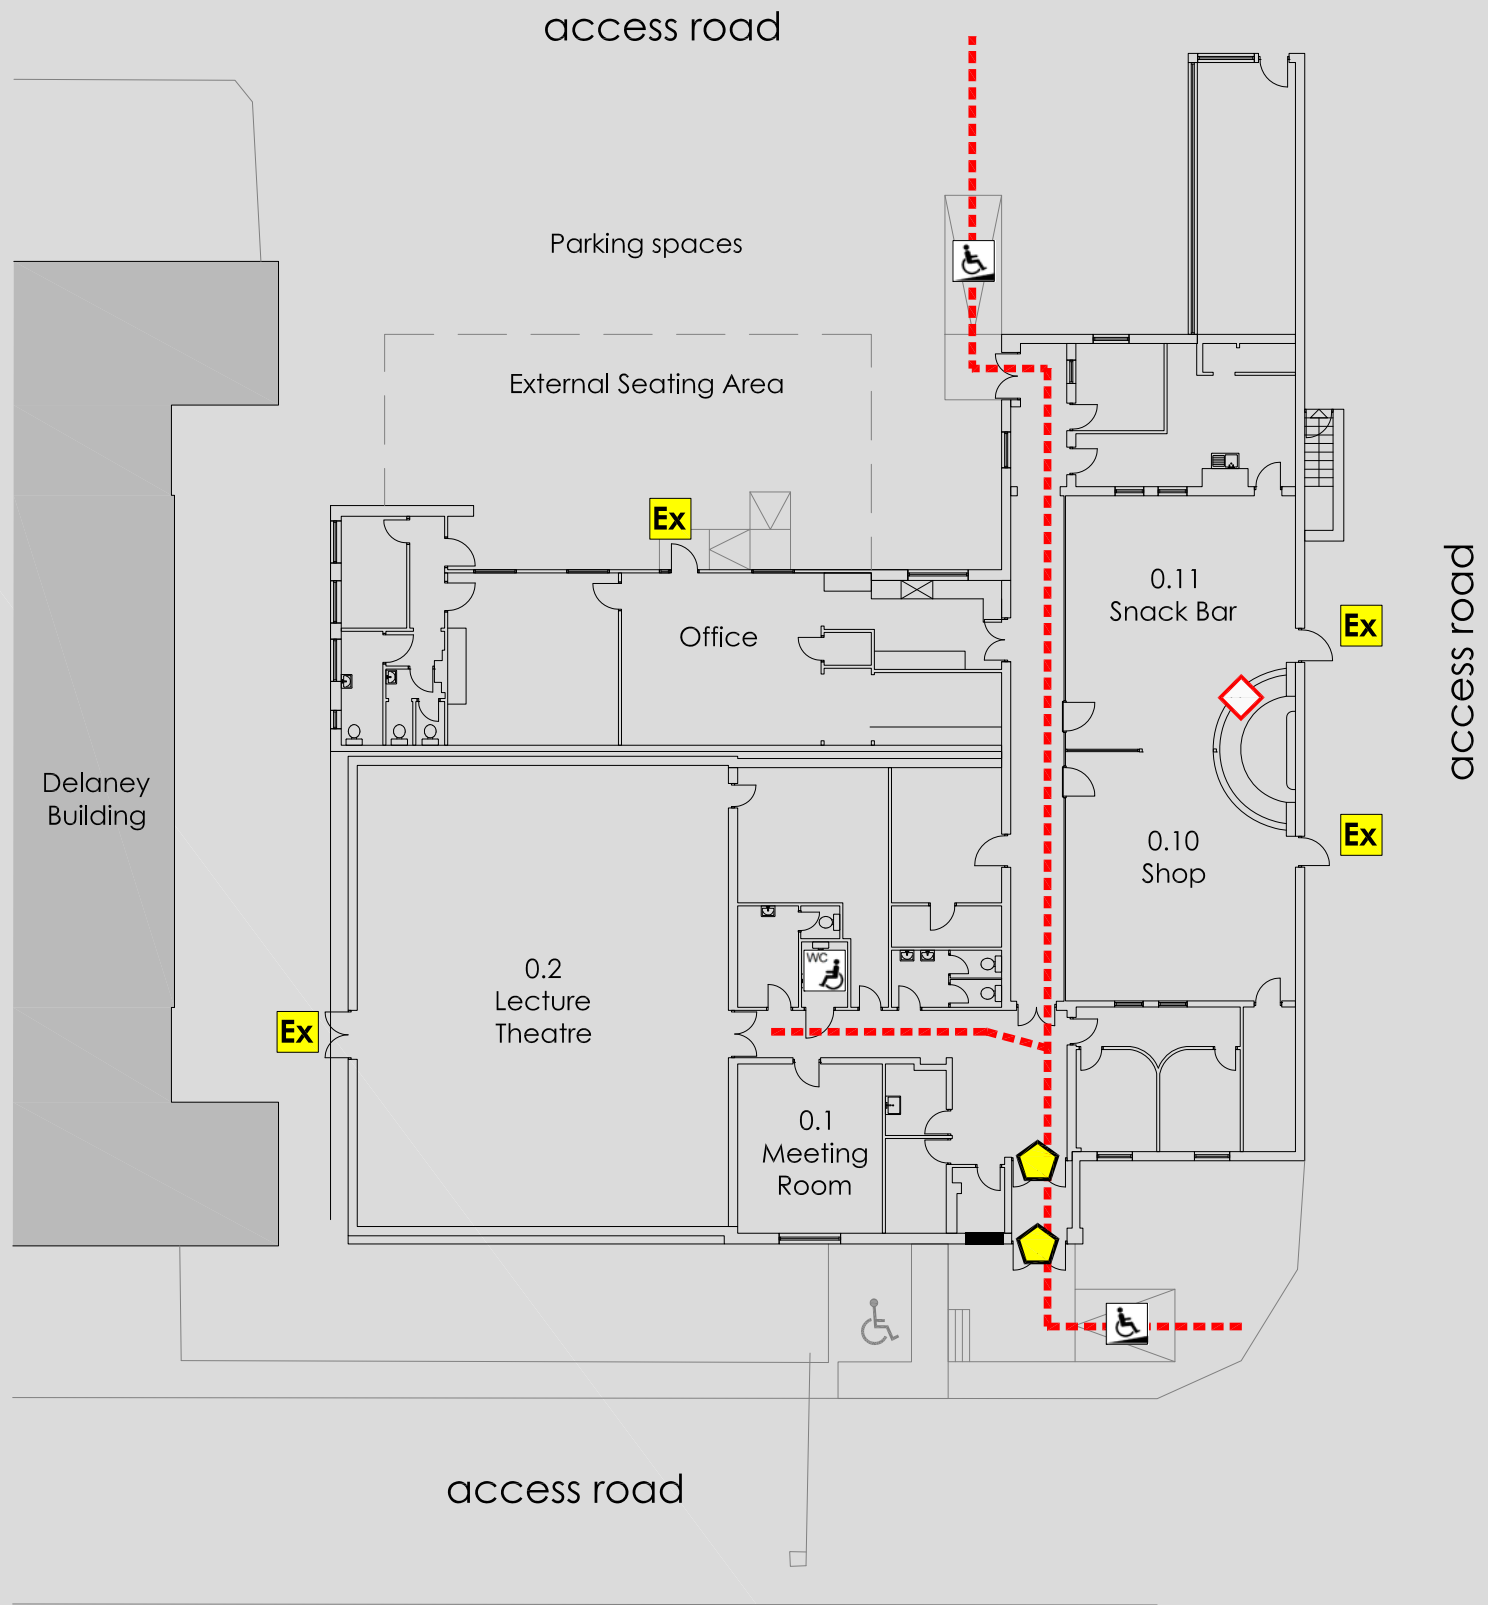 access road
Parking spaces
External Seating Area
Ex
0.11
Snack Bar
Ex
access road
Office
Delaney
Building
0.10
Shop
Ex
0.2
Lecture
Theatre
WC
Ex
0.1
Meeting
Room
access road